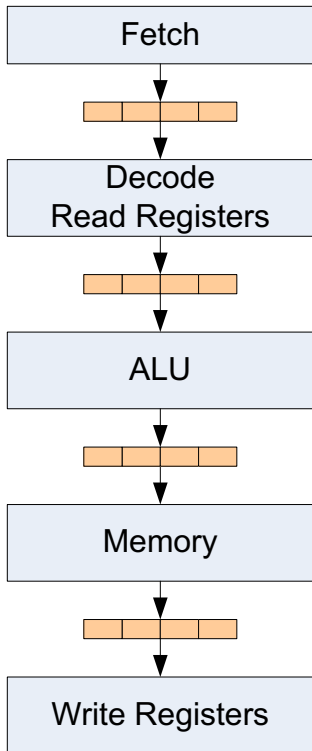 Fetch
Decode
Read Registers
ALU
Memory
Write Registers